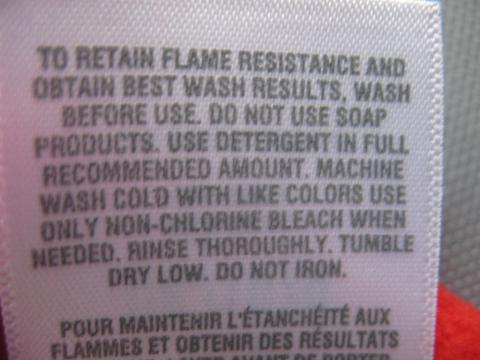 TO RETAIN FLAME RESISTANCE AND
OBTAIN BEST WASH RESULTS, WASH
BEFORE USE. DO NOT USE SOAP
PRODUCTS. USE DETERGENT IN FULL
RECOMMENDED AMOUNT. MACHINE
WASH COLD WITH LIKE COLORS USE
ONLY NON-CHLORINE BLEACH WHEN
NEEDED. RINSE THOROUGHLY. TUMBLE
DRY LOW. DO NOT IRON.
POUR MAINTENIR L'ÉTANCHÉITÉ AUX
FLAMMES ET OBTENIR DES RÉSULTATS